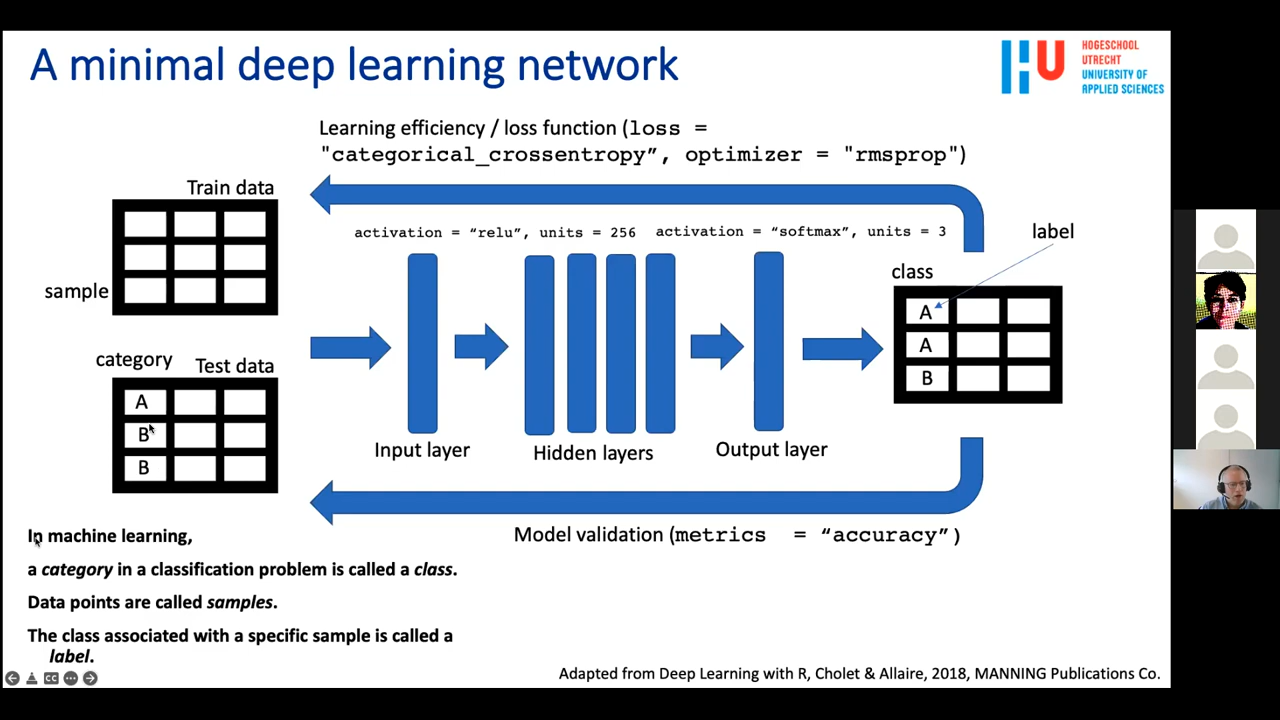 A minimal deep learning network
HOGESCHOOL
UTRECHT
UNIVERSITY OF
APPLIED SCIENCES
Learning efficiency / loss function (loss =
"categorical_crossentropy”, optimizer = "rmsprop")
Train data
activation = “relu”, units = 256
activation = “softmax”, units = 3
label
class
sample
A
A
B
category
Test data
A
B
B
Input layer
Hidden layers
Output layer
Model validation (metrics = “accuracy”)
In machine learning,
a category in a classification problem is called a class.
Data points are called samples.
The class associated with a specific sample is called a
label.
CC
Adapted from Deep Learning with R, Cholet & Allaire, 2018, MANNING Publications Co.